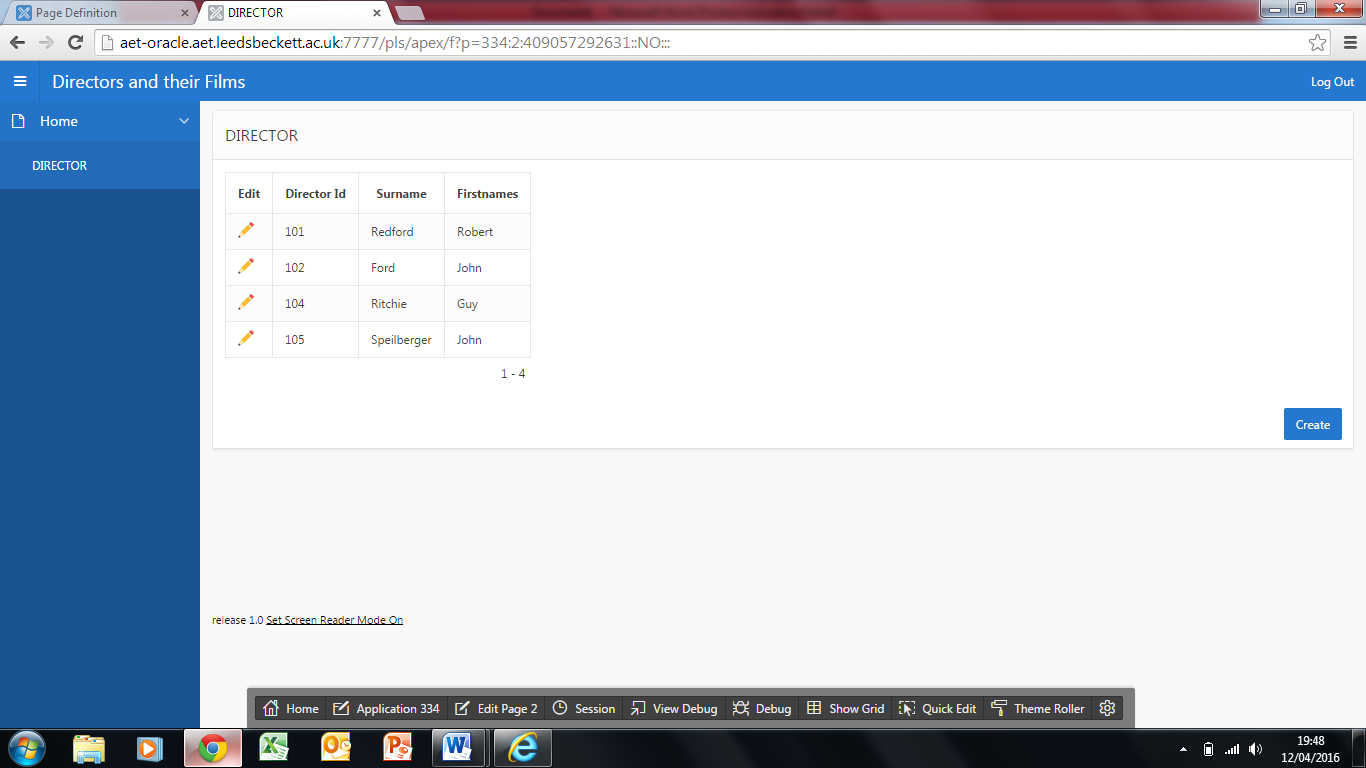 Page Definition
DIRECTOR
aet-oracle.aet.leedsbeckett.ac.uk:7777/pls/apex/f?p=334:2:409057292631::NO:::
Directors and their Films
Log Out
Home
DIRECTOR
DIRECTOR
Edit Director Id Surname Firstnames
101 Redford Robert
102 Ford John
104 Ritchie Guy
105 Speilberger John
1 - 4
Create
release 1.0 Set Screen Reader Mode On
Home Application 334 Edit Page 2 Session View Debug Debug Show Grid Quick Edit Theme Roller
19:48
12/04/2016